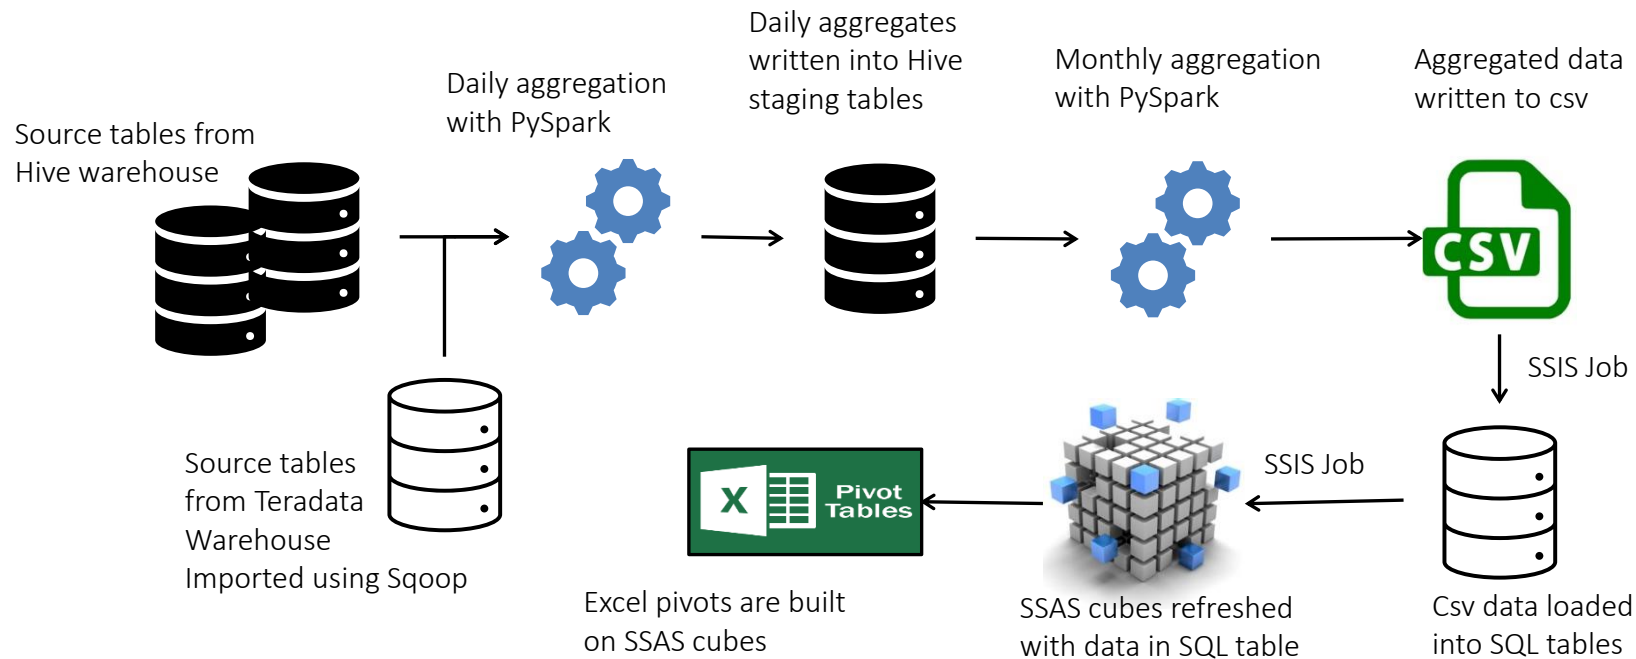 Source tables from
Hive warehouse
Daily aggregation
with PySpark
Daily aggregates
written into Hive
staging tables
Monthly aggregation
with PySpark
Aggregated data
written to csv
CSV
SSIS Job
Source tables
from Teradata
Warehouse
Imported using Sqoop
X
Pivot
Tables
SSIS Job
Excel pivots are built
on SSAS cubes
SSAS cubes refreshed
with data in SQL table
Csv data loaded
into SQL tables